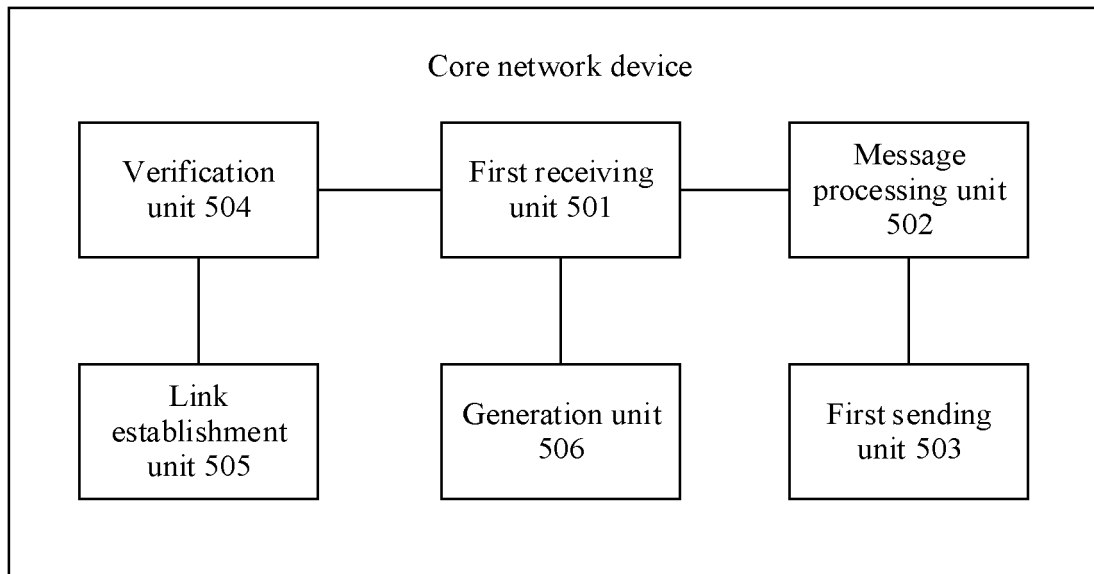 Core network device
Verification
unit 504
First receiving
unit 501
Message
processing unit
502
Link
establishment
unit 505
Generation unit
506
First sending
unit 503